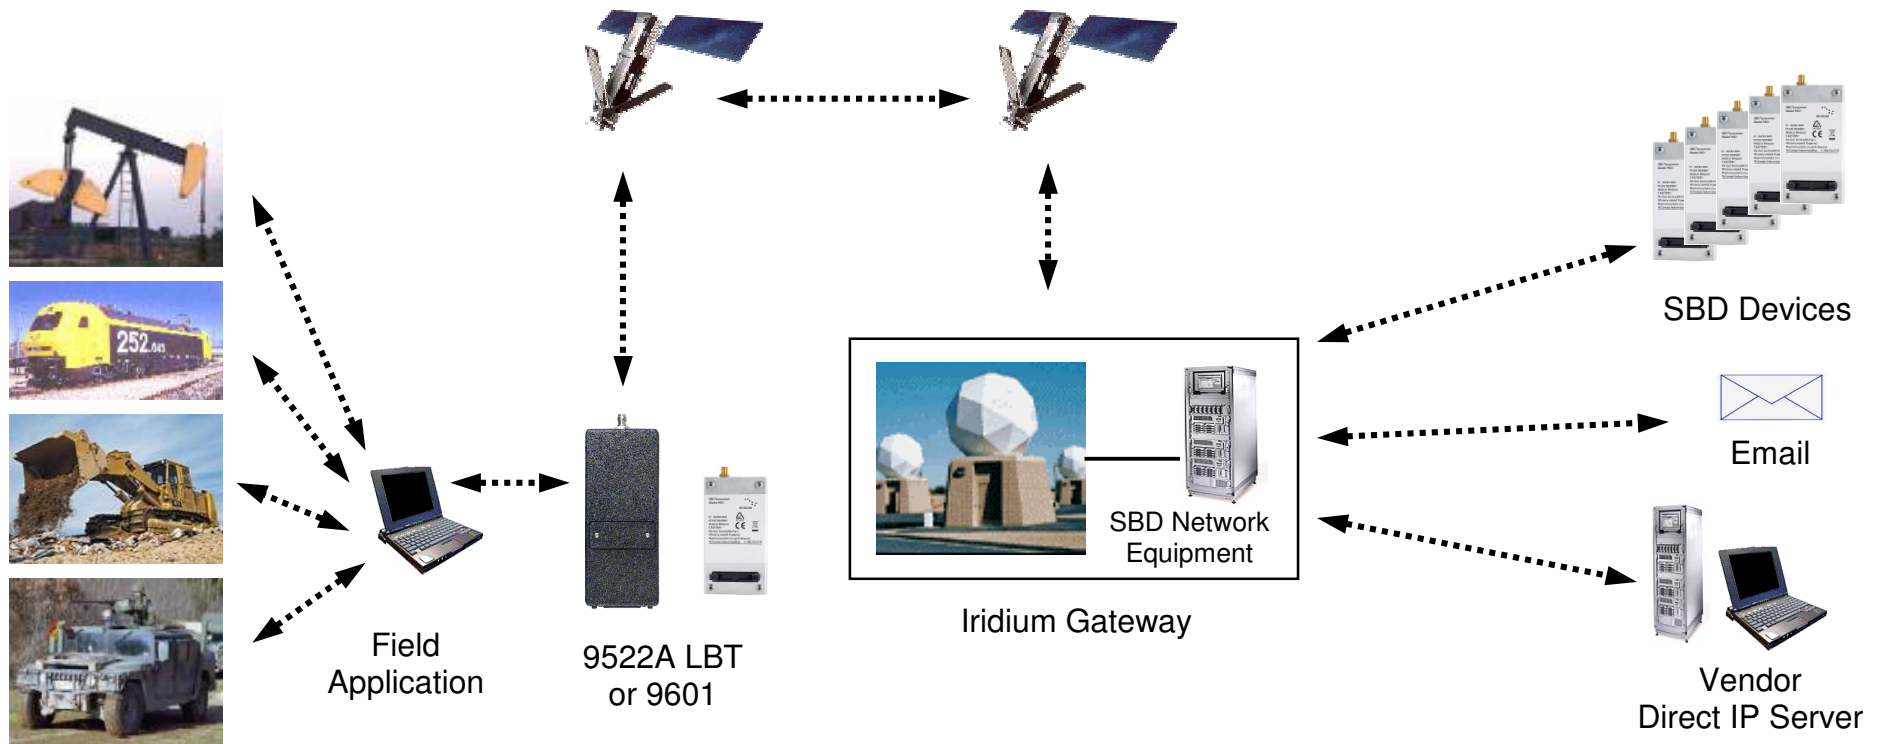 252.043
SBD Devices
Email
SBD Network
Equipment
Iridium Gateway
Field
Application
9522A LBT
or 9601
Vendor
Direct IP Server